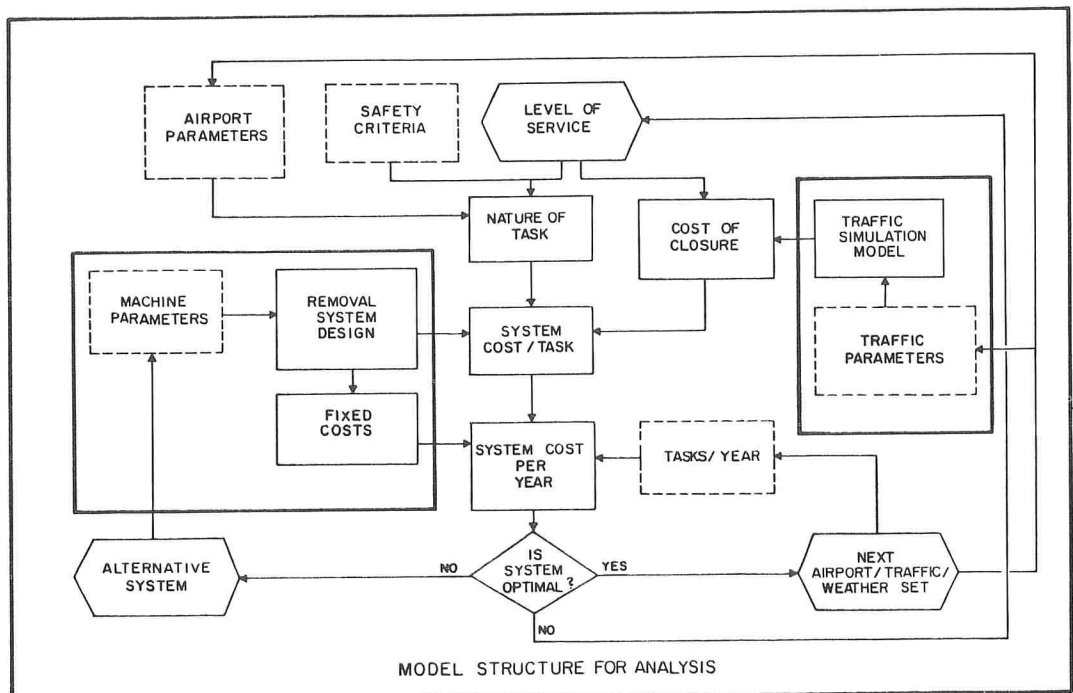 AIRPORT
PARAMETERS
SAFETY
CRITERIA
LEVEL OF
SERVICE
NATURE OF
TASK
COST OF
CLOSURE
TRAFFIC
SIMULATION
MODEL
MACHINE
PARAMETERS
REMOVAL
SYSTEM
DESIGN
SYSTEM
COST / TASK
TRAFFIC
PARAMETERS
FIXED
COSTS
SYSTEM COST
PER
YEAR
TASKS/ YEAR
ALTERNATIVE
SYSTEM
NO
IS
SYSTEM
OPTIMAL ?
YES
NEXT
AIRPORT/ TRAFFIC/
WEATHER SET
NO
MODEL STRUCTURE FOR ANALYSIS